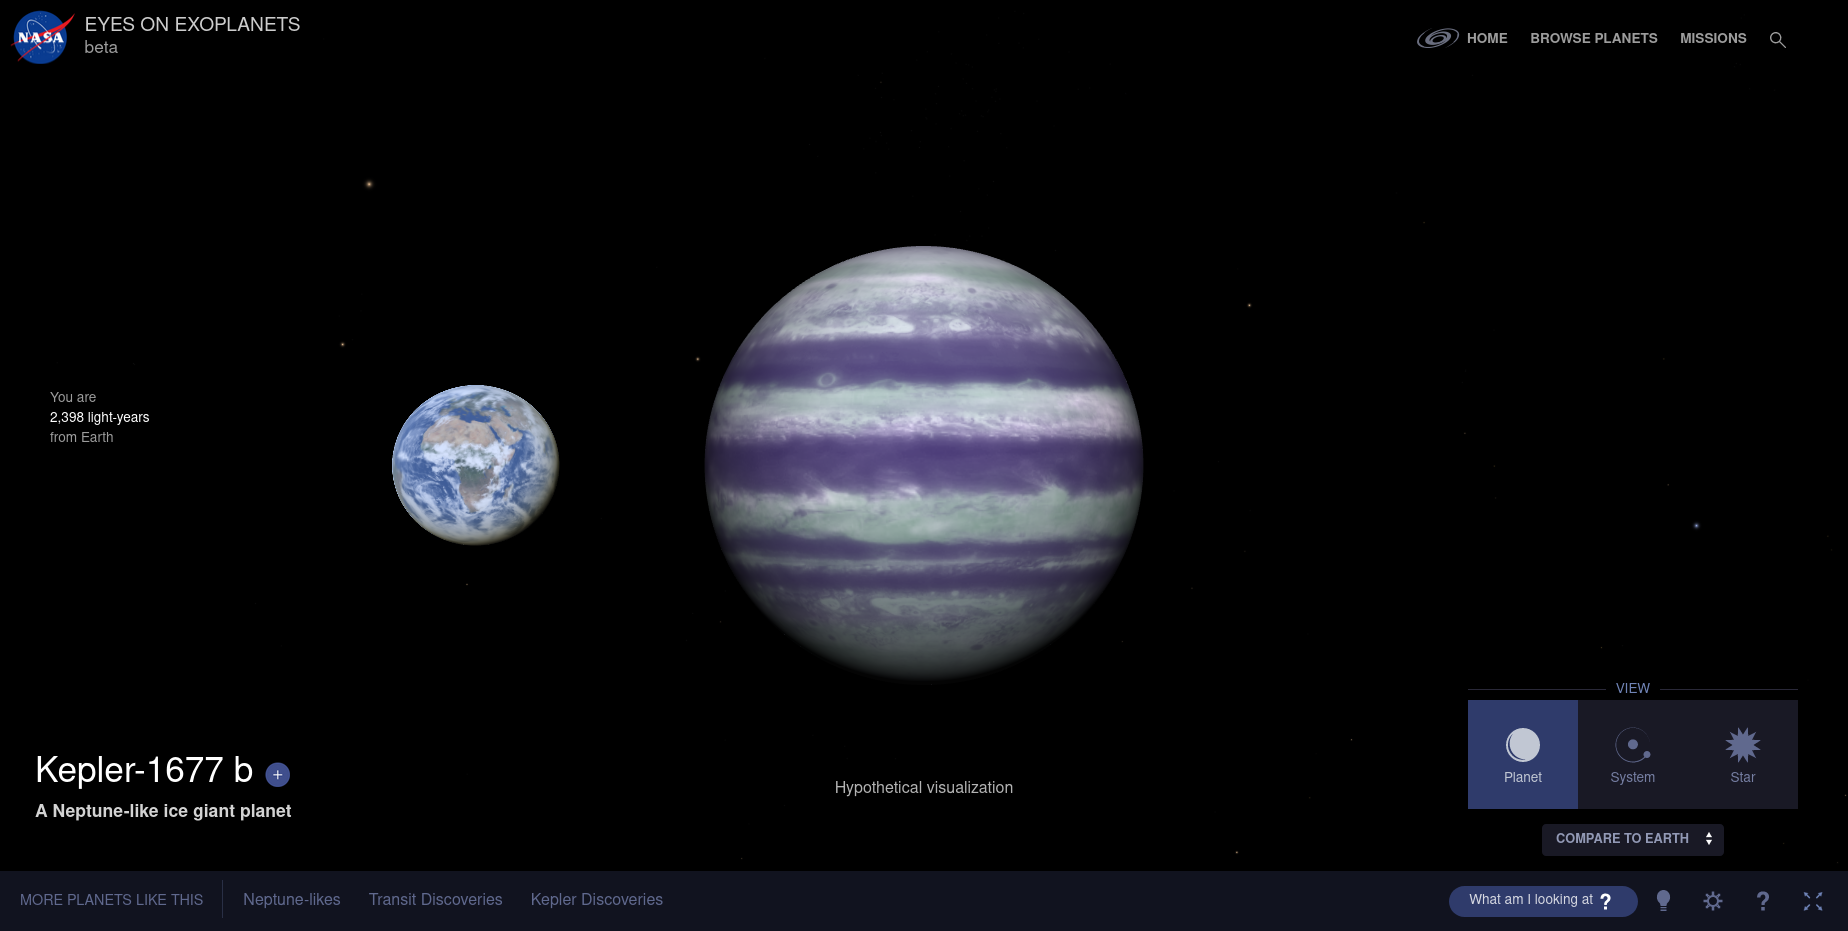 NASA
EYES ON EXOPLANETS
beta
HOME
BROWSE PLANETS
MISSIONS
You are
2,398 light-years
from Earth
Kepler-1677 b +
A Neptune-like ice giant planet
Hypothetical visualization
VIEW
Planet
System
Star
COMPARE TO EARTH
MORE PLANETS LIKE THIS
Neptune-likes
Transit Discoveries
Kepler Discoveries
What am I looking at ?
?